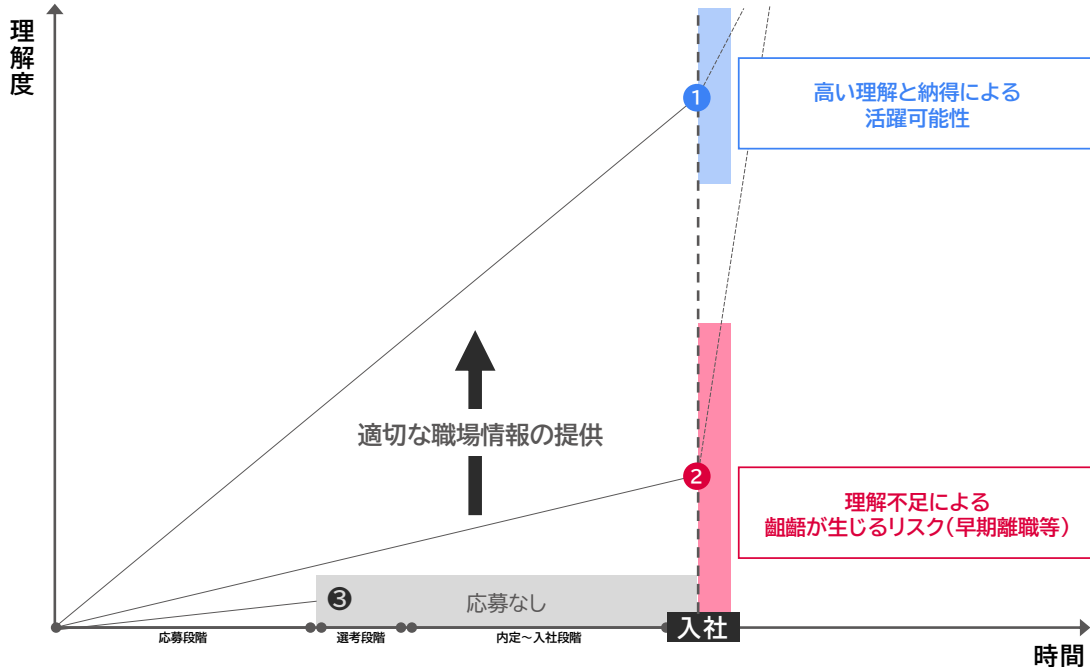 理解度
1
高い理解と納得による
活躍可能性
適切な職場情報の提供
2
理解不足による
齟齬が生じるリスク(早期離職等)
3
応募なし
応募段階
選考段階
内定～入社段階
入社
時間